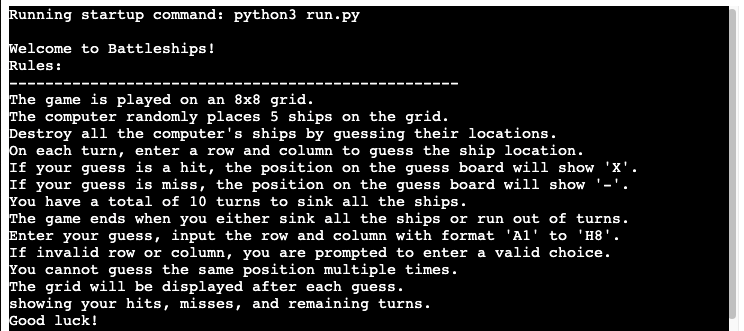 Running startup command: python3 run.py
Welcome to Battleships!
Rules:
--------------------------------------------------
The game is played on an 8x8 grid.
The computer randomly places 5 ships on the grid.
Destroy all the computer's ships by guessing their locations.
On each turn, enter a row and column to guess the ship location.
If your guess is a hit, the position on the guess board will show 'X'.
If your guess is miss, the position on the guess board will show '-'.
You have a total of 10 turns to sink all the ships.
The game ends when you either sink all the ships or run out of turns.
Enter your guess, input the row and column with format 'A1' to 'H8'.
If invalid row or column, you are prompted to enter a valid choice.
You cannot guess the same position multiple times.
The grid will be displayed after each guess.
showing your hits, misses, and remaining turns.
Good luck!